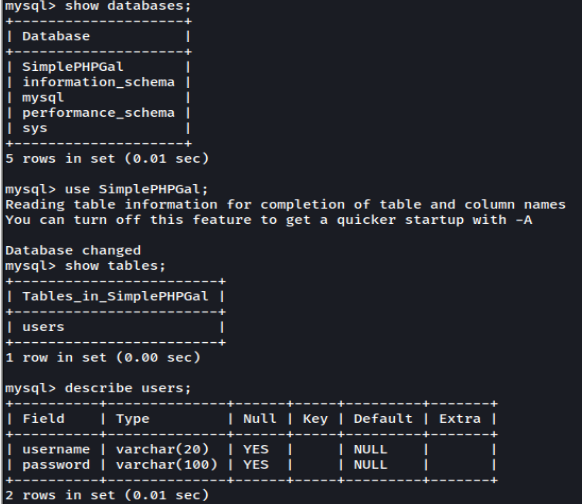 mysql> show databases;
+--------------------+
| Database           |
+--------------------+
| SimplePHPGal       |
| information_schema |
| mysql              |
| performance_schema |
| sys                |
+--------------------+
5 rows in set (0.01 sec)
mysql> use SimplePHPGal;
Reading table information for completion of table and column names
You can turn off this feature to get a quicker startup with -A
Database changed
mysql> show tables;
+------------------------+
| Tables_in_SimplePHPGal |
+------------------------+
| users                  |
+------------------------+
1 row in set (0.00 sec)
mysql> describe users;
+----------+--------------+------+-----+---------+-------+
| Field    | Type         | Null | Key | Default | Extra |
+----------+--------------+------+-----+---------+-------+
| username | varchar(20)  | YES  |     | NULL    |       |
| password | varchar(100) | YES  |     | NULL    |       |
+----------+--------------+------+-----+---------+-------+
2 rows in set (0.01 sec)